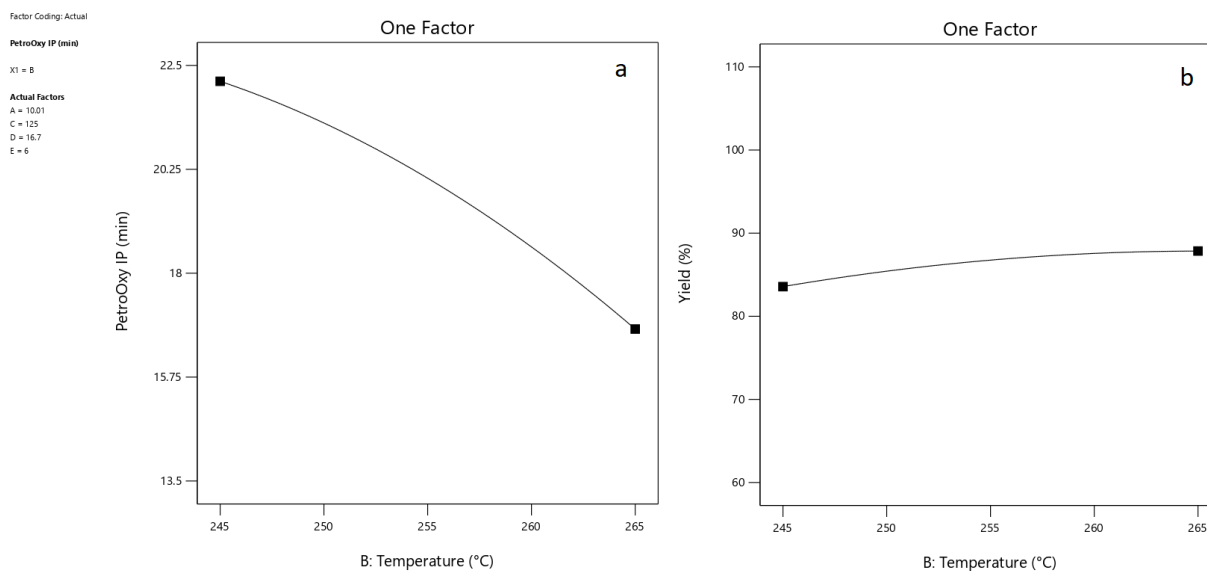 Factor Coding: Actual
PetroOxy IP (min)
X1 = B
Actual Factors
A = 10.01
C = 125
D = 16.7
E = 6
One Factor
a
22.5
20.25
18
15.75
13.5
PetroOxy IP (min)
245
250
255
260
265
B: Temperature (°C)
One Factor
b
110
100
90
80
70
60
Yield (%)
245
250
255
260
265
B: Temperature (°C)